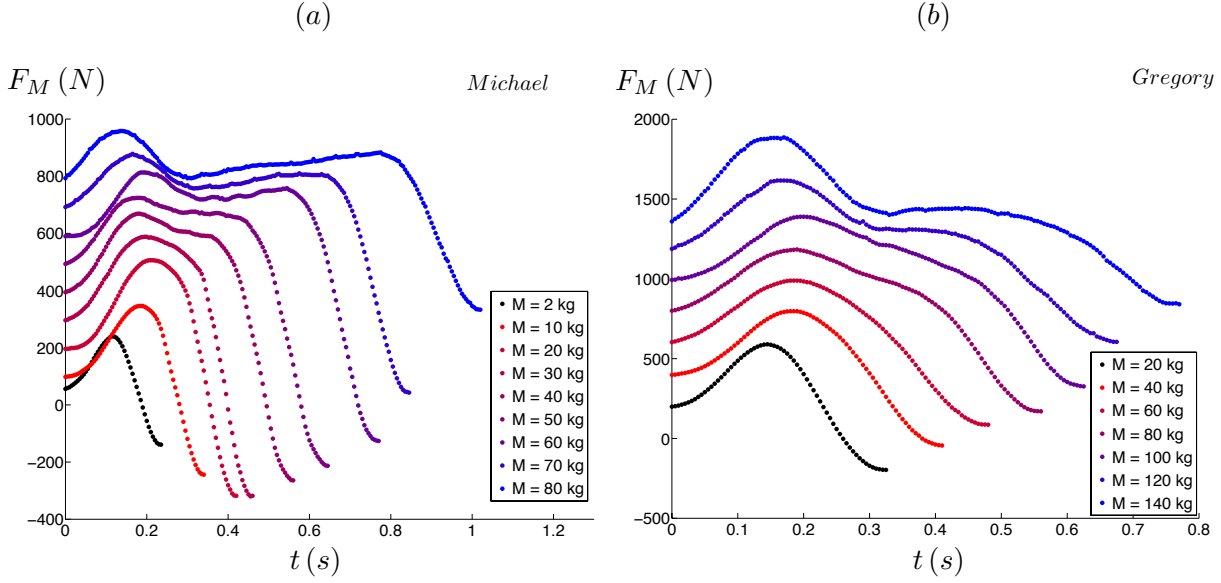 (a)
F_M (N)
Michael
1000
800
600
400
200
0
−200
−400
0
0.2
0.4
0.6
0.8
1
1.2
t (s)
M = 2 kg
M = 10 kg
M = 20 kg
M = 30 kg
M = 40 kg
M = 50 kg
M = 60 kg
M = 70 kg
M = 80 kg
(b)
F_M (N)
Gregory
2000
1500
1000
500
0
−500
0
0.1
0.2
0.3
0.4
0.5
0.6
0.7
0.8
t (s)
M = 20 kg
M = 40 kg
M = 60 kg
M = 80 kg
M = 100 kg
M = 120 kg
M = 140 kg